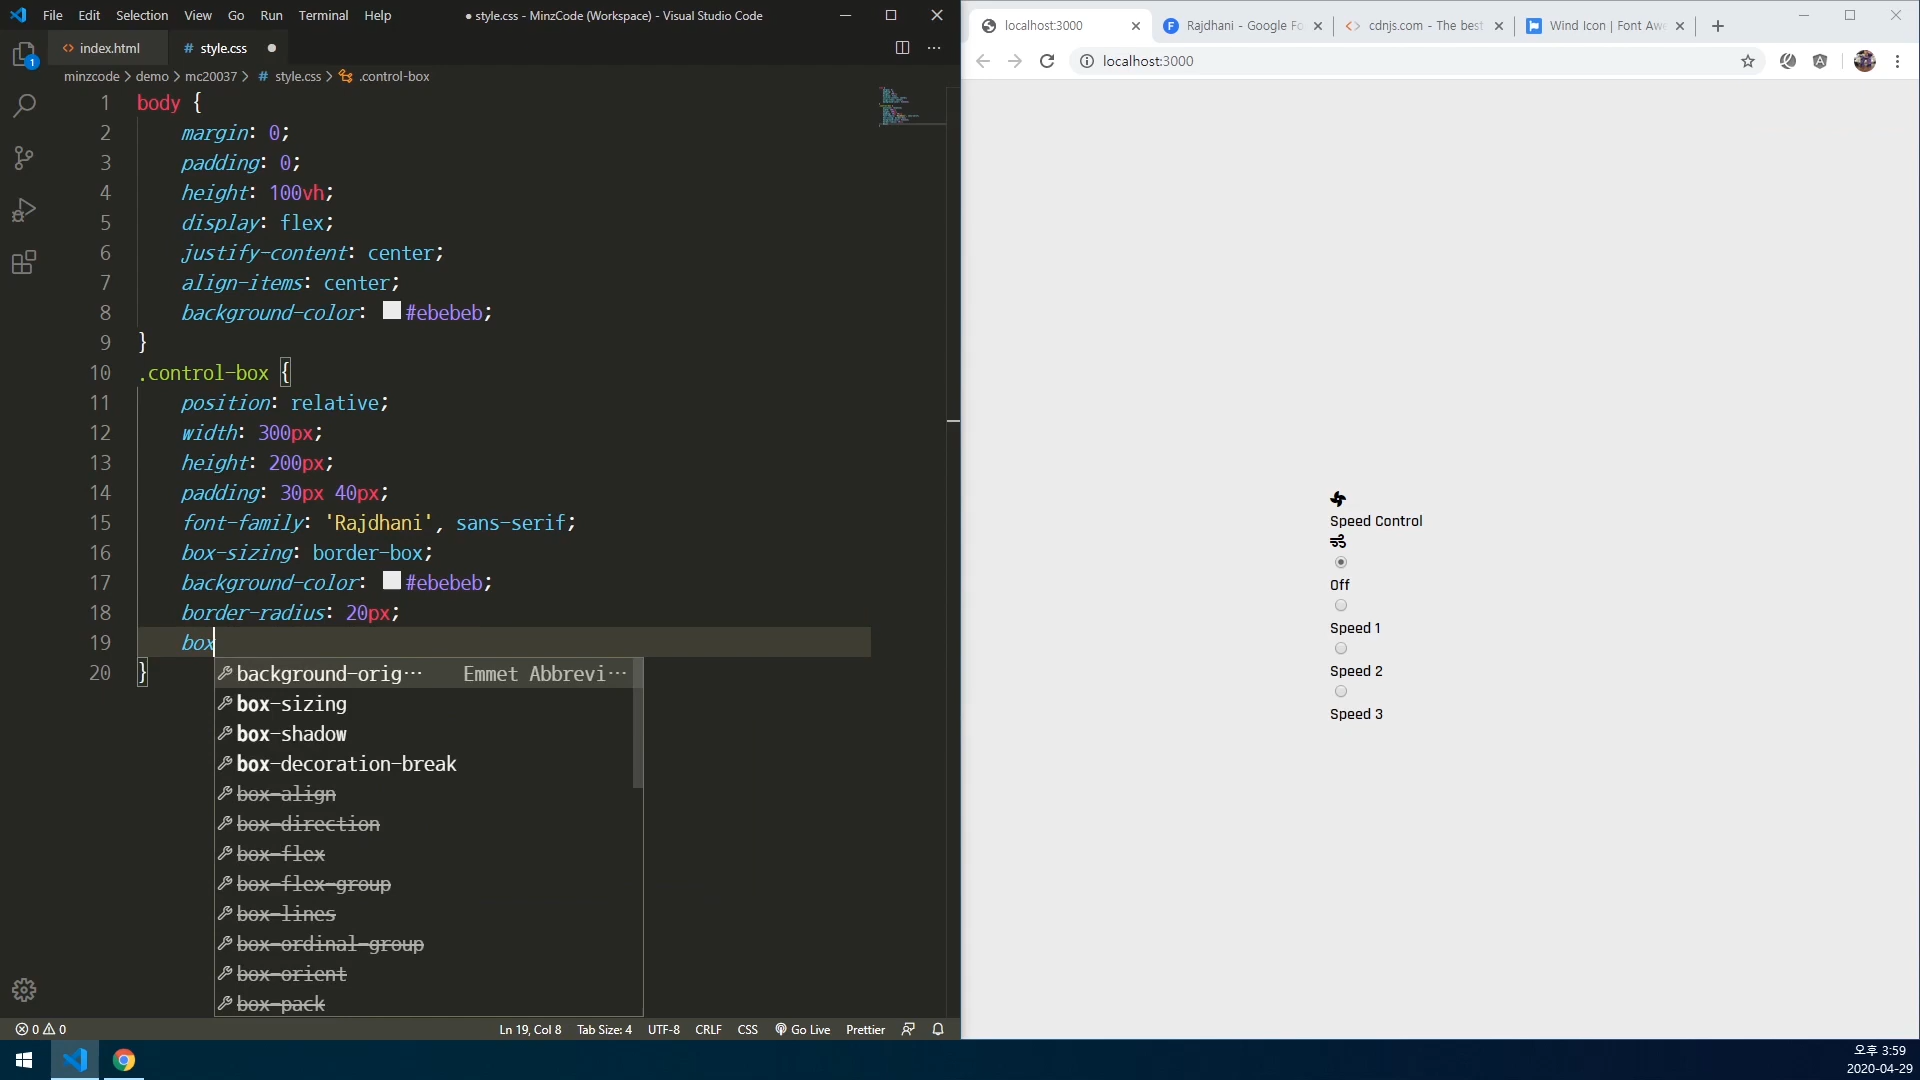 File Edit Selection View Go Run Terminal Help ● style.css - MinzCode (Workspace) - Visual Studio Code
localhost:3000 Rajdhani - Google Fo cdnjs.com - The best Wind Icon | Font Awe
index.html # style.css
localhost:3000
minzcode > demo > mc20037 > # style.css > .control-box
1 body {
2 margin: 0;
3 padding: 0;
4 height: 100vh;
5 display: flex;
6 justify-content: center;
7 align-items: center;
8 background-color: #ebebeb;
9 }
10 .control-box {
11 position: relative;
12 width: 300px;
13 height: 200px;
14 padding: 30px 40px;
15 font-family: 'Rajdhani', sans-serif;
16 box-sizing: border-box;
17 background-color: #ebebeb;
18 border-radius: 20px;
19 box
20 }
background-orig··· Emmet Abbrevi···
box-sizing
box-shadow
box-decoration-break
box-align
box-direction
box-flex
box-flex-group
box-lines
box-ordinal-group
box-orient
box-pack
Speed Control
Off
Speed 1
Speed 2
Speed 3
1
0 0
Ln 19, Col 8 Tab Size: 4 UTF-8 CRLF CSS Go Live Prettier
오후 3:59
2020-04-29